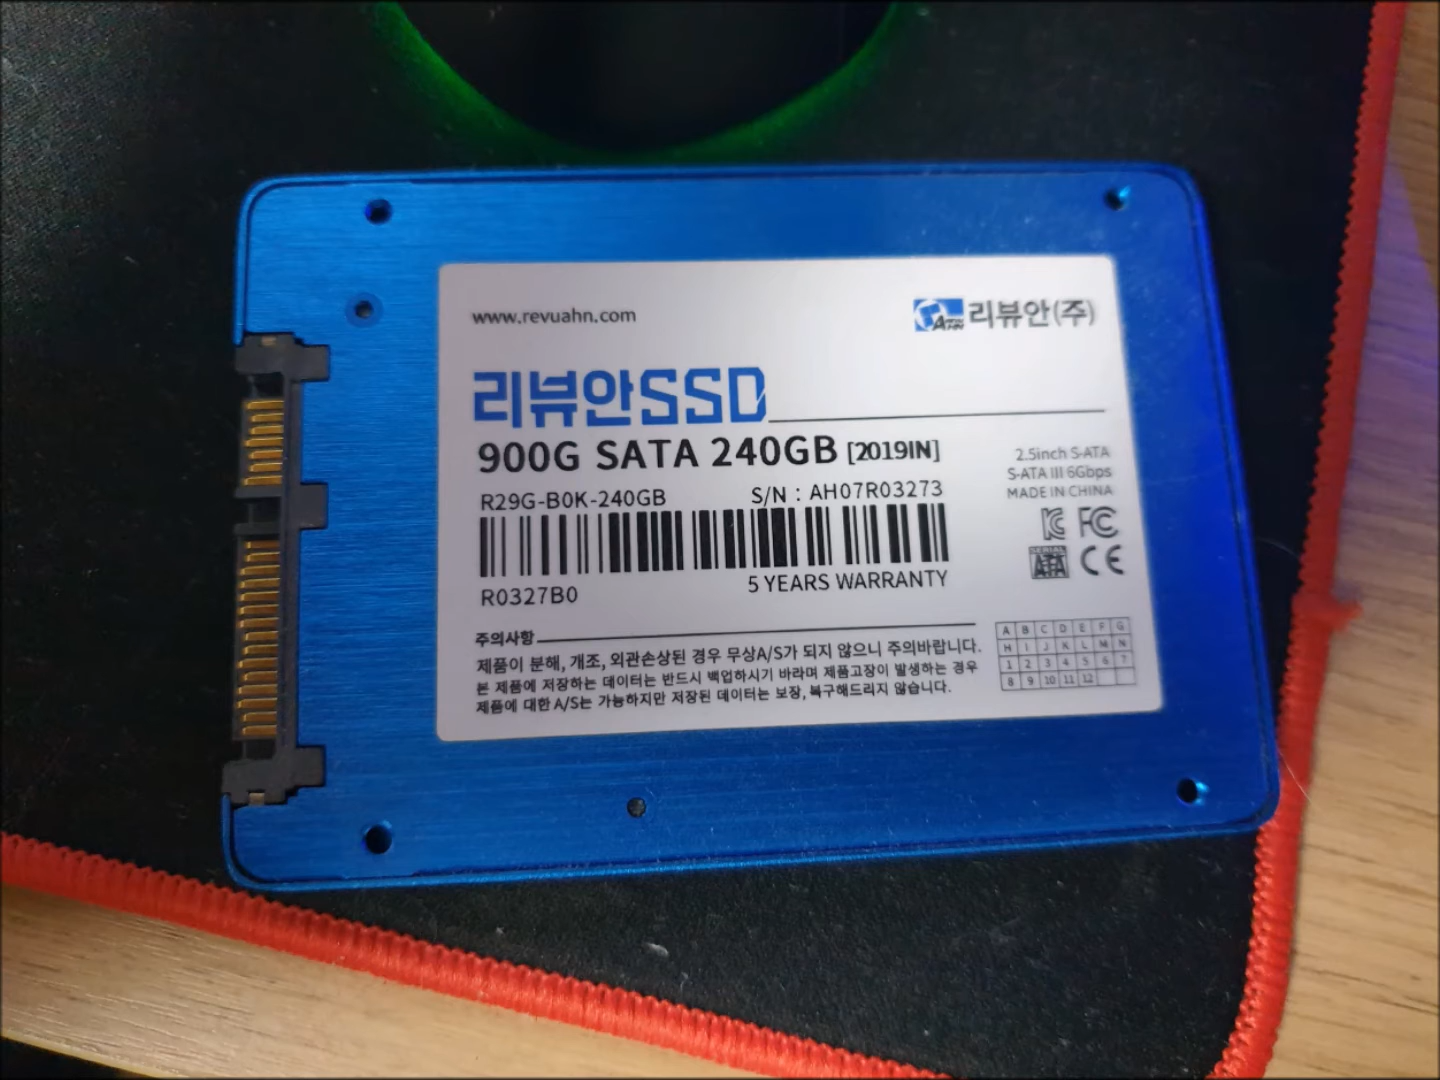 www.revuahn.com
리뷰안(주)
리뷰안SSD
900G SATA 240GB [2019IN]
2.5inch S-ATA
S-ATA III 6Gbps
MADE IN CHINA
R29G-B0K-240GB
S/N : AH07R03273
R0327B0
5 YEARS WARRANTY
FC
SERIAL ATA
CE
주의사항
제품이 분해, 개조, 외관손상된 경우 무상A/S가 되지 않으니 주의바랍니다.
본 제품에 저장하는 데이터는 반드시 백업하시기 바라며 제품고장이 발생하는 경우
제품에 대한 A/S는 가능하지만 저장된 데이터는 보장, 복구해드리지 않습니다.
A B C D E F G
H I J K L M N
1 2 3 4 5 6 7
8 9 10 11 12